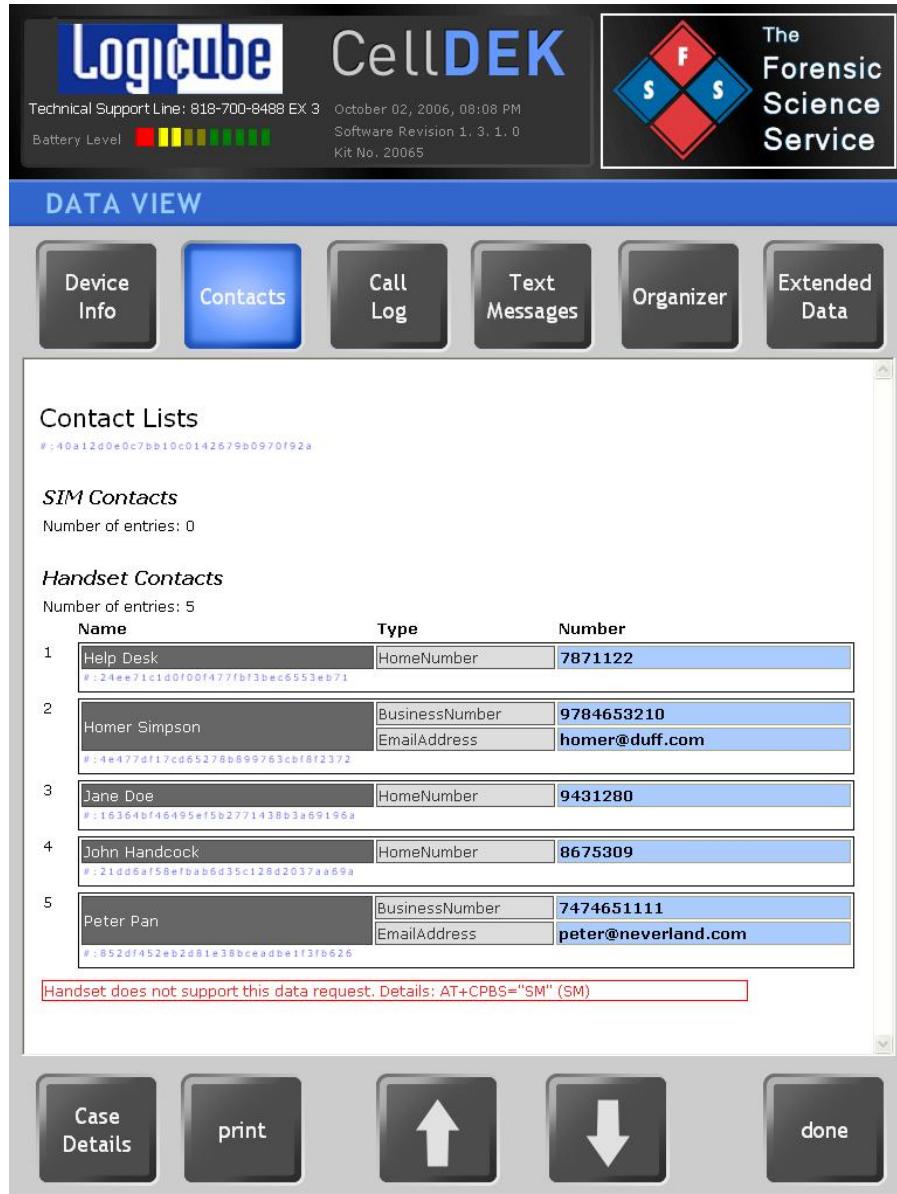 Logicube
CellDEK
The
Forensic
Science
Service
F
S S
S
Technical Support Line: 818-700-8488 EX 3
October 02, 2006, 08:08 PM
Battery Level
Software Revision 1. 3. 1. 0
Kit No. 20065
DATA VIEW
Device
Info
Contacts
Call
Log
Text
Messages
Organizer
Extended
Data
Contact Lists
#:40a12d0e0c7bb10c0142679b0970f92a
SIM Contacts
Number of entries: 0
Handset Contacts
Number of entries: 5
Name Type Number
1 Help Desk HomeNumber 7871122
#:24ee71c1d0f00f477fbf3bec6553eb71
2 Homer Simpson BusinessNumber 9784653210
EmailAddress homer@duff.com
#:4e477df17cd65278b899763cbf8f2372
3 Jane Doe HomeNumber 9431280
#:16364bf46495ef5b2771438b3a69196a
4 John Handcock HomeNumber 8675309
#:21dd6af58efbab6d35c128d2037aa69a
5 Peter Pan BusinessNumber 7474651111
EmailAddress peter@neverland.com
#:852df452eb2d81e38bceadbe1f3fb626
Handset does not support this data request. Details: AT+CPBS="SM" (SM)
Case
Details
print
done